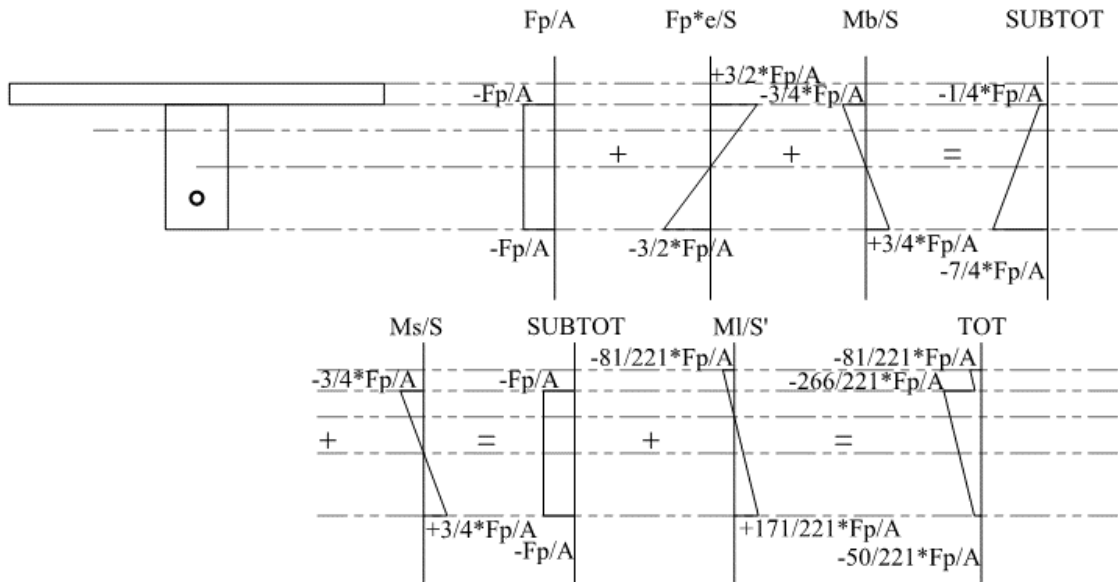 Fp/A Fp*e/S Mb/S SUBTOT
+3/2*Fp/A
-Fp/A -3/4*Fp/A -1/4*Fp/A
+ + =
-Fp/A -3/2*Fp/A +3/4*Fp/A
-7/4*Fp/A
Ms/S SUBTOT Ml/S' TOT
-81/221*Fp/A -81/221*Fp/A
-3/4*Fp/A -Fp/A -266/221*Fp/A
+ = + =
+3/4*Fp/A +171/221*Fp/A
-Fp/A -50/221*Fp/A